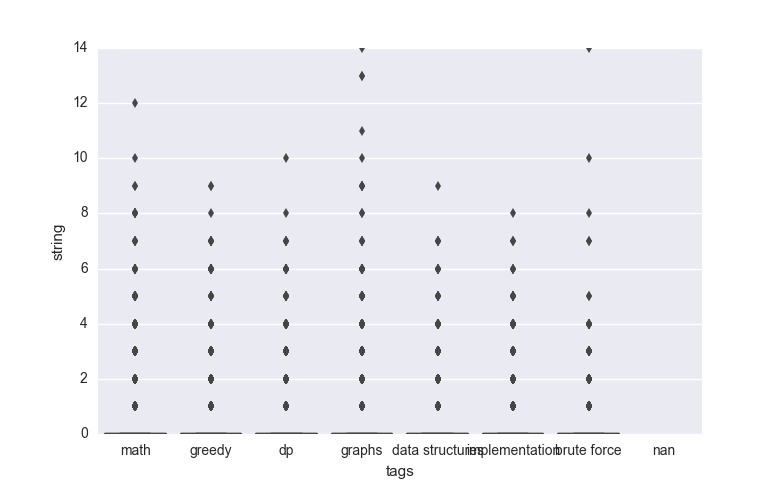 14
12
10
8
6
4
2
0
string
math greedy dp graphs data structures implementation brute force nan
tags